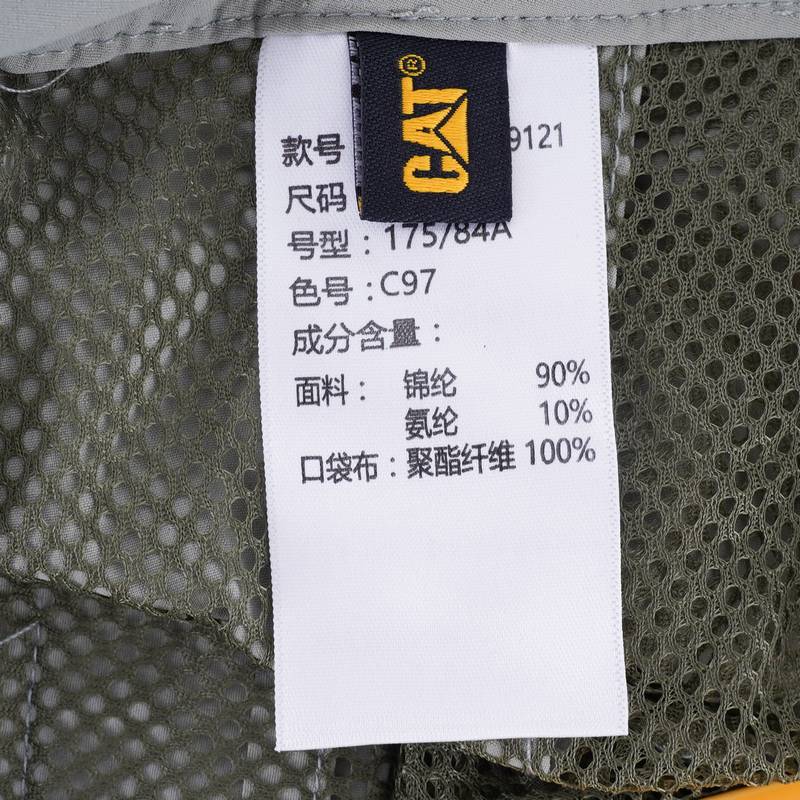 CAT®
款号 9121
尺码
号型：175/84A
色号：C97
成分含量：
面料： 锦纶 90%
氨纶 10%
口袋布：聚酯纤维 100%